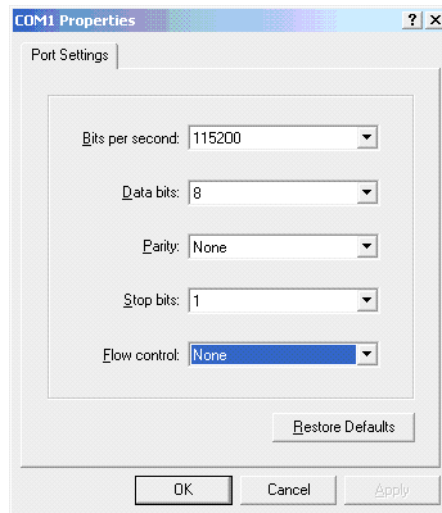 COM1 Properties
Port Settings
Bits per second: 115200
Data bits: 8
Parity: None
Stop bits: 1
Flow control: None
Restore Defaults
OK Cancel Apply